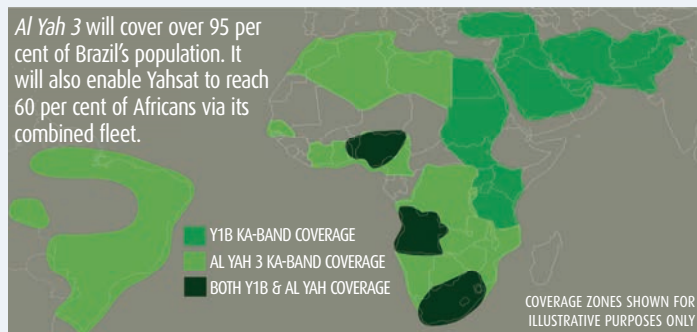 Al Yah 3 will cover over 95 per
cent of Brazil’s population. It
will also enable Yahsat to reach
60 per cent of Africans via its
combined fleet.
Y1B KA-BAND COVERAGE
AL YAH 3 KA-BAND COVERAGE
BOTH Y1B & AL YAH COVERAGE
COVERAGE ZONES SHOWN FOR
ILLUSTRATIVE PURPOSES ONLY